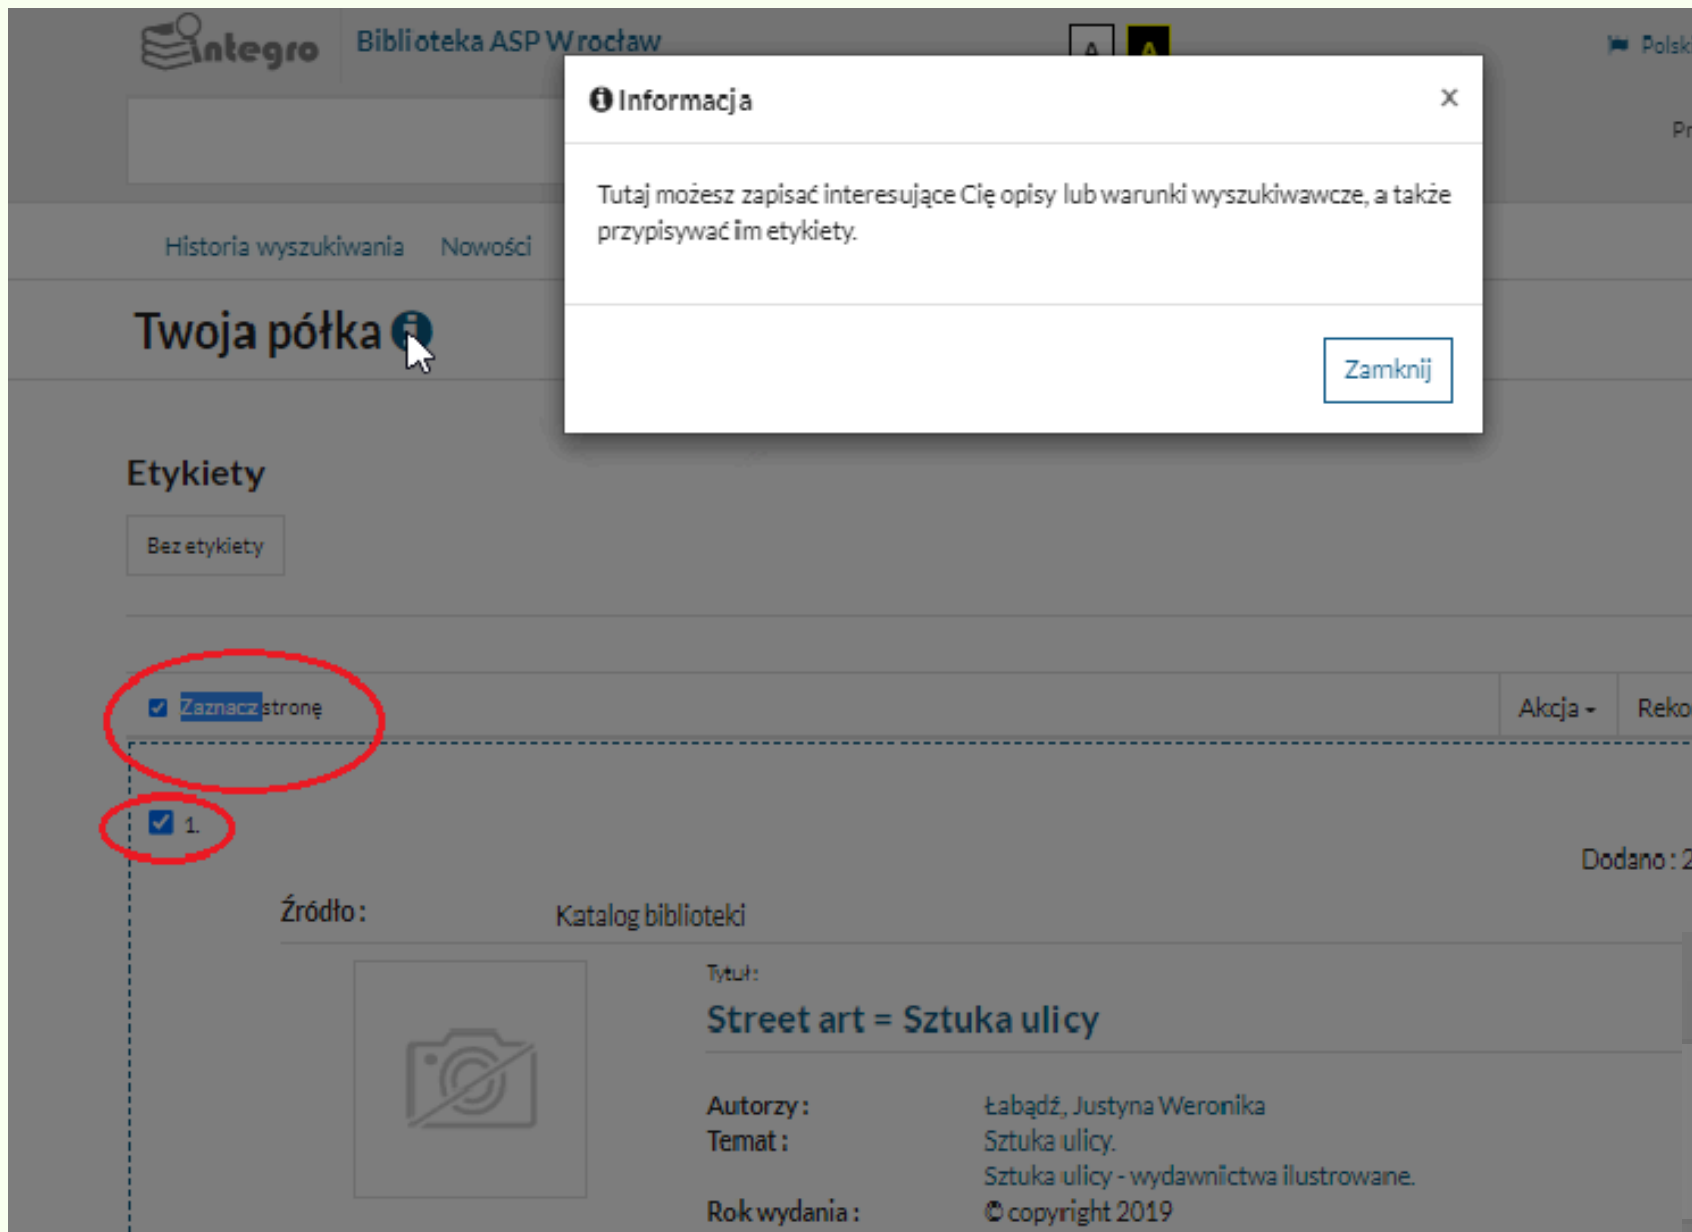 Integro
Biblioteka ASP Wrocław
A A
Polsk
Informacja
x
Pr
Tutaj możesz zapisać interesujące Cię opisy lub warunki wyszukiwawcze, a także
przypisywać im etykiety.
Historia wyszukiwania Nowości
Twoja półka
Zamknij
Etykiety
Bez etykiety
Zaznacz stronę
Akcja
Reko
1.
Dodano : 2
Źródło : Katalog biblioteki
Tytuł :
Street art = Sztuka ulicy
Autorzy : Łabądź, Justyna Weronika
Temat : Sztuka ulicy.
Sztuka ulicy - wydawnictwa ilustrowane.
Rok wydania : © copyright 2019